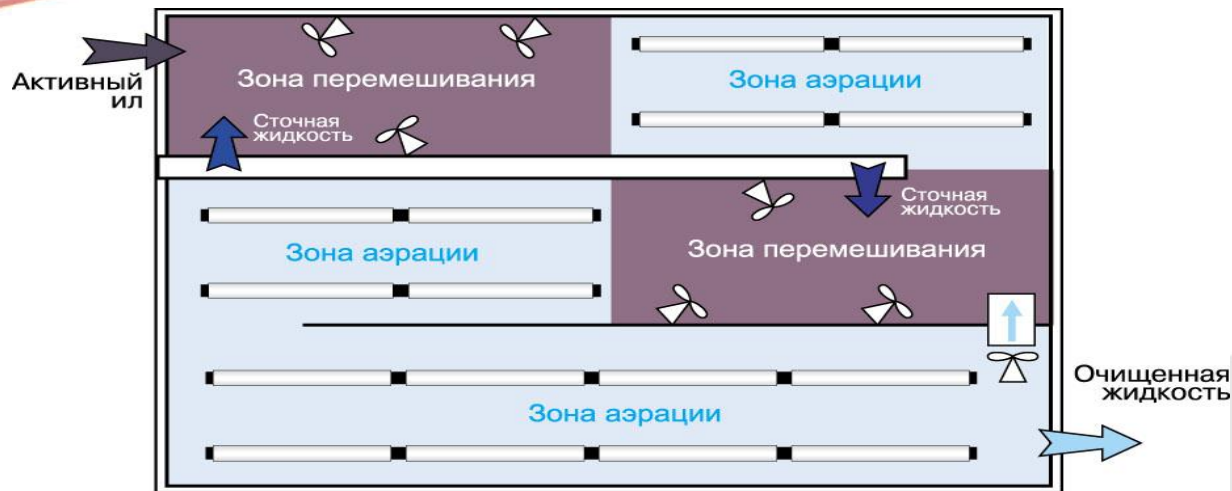 Активный
ил
Зона перемешивания
Сточная
жидкость
Зона аэрации
Зона аэрации
Сточная
жидкость
Зона перемешивания
Зона аэрации
Очищенная
жидкость